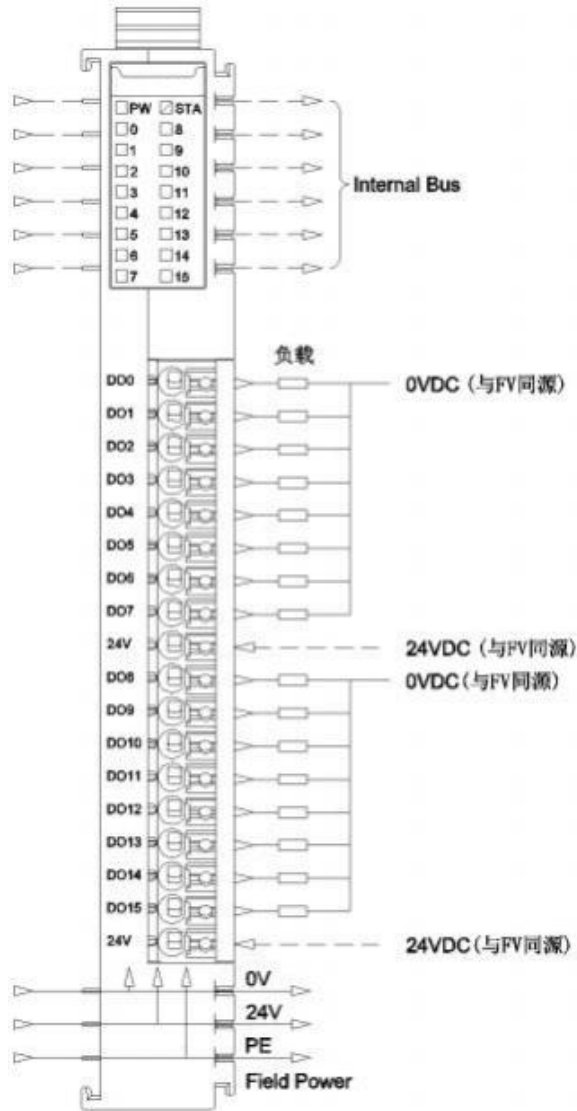 PW STA
0 8
1 9
2 10
3 11
4 12
5 13
6 14
7 15
Internal Bus
负载
DO0 0VDC (与FV同源)
DO1
DO2
DO3
DO4
DO5
DO6
DO7
24V 24VDC (与FV同源)
DO8 0VDC (与FV同源)
DO9
DO10
DO11
DO12
DO13
DO14
DO15
24V 24VDC (与FV同源)
0V
24V
PE
Field Power